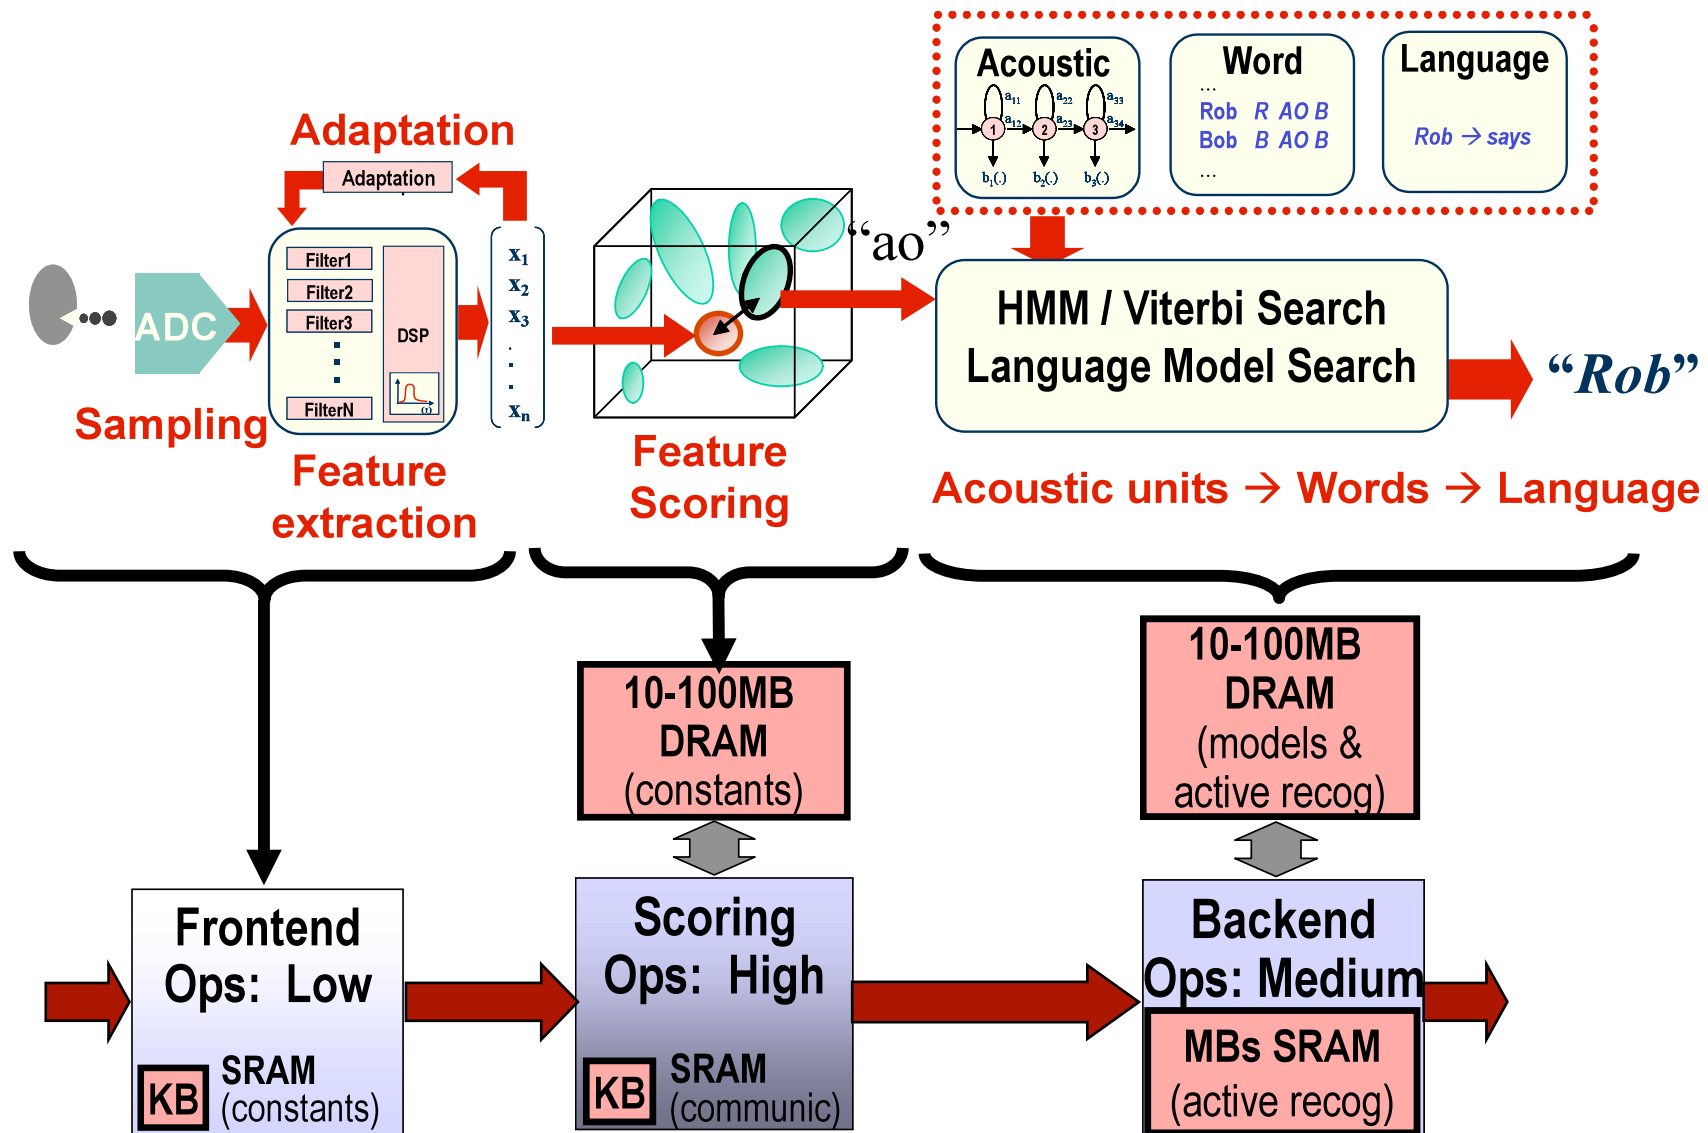 Acoustic
a11 a22 a33
a12 a23 a34
1 2 3
b1(.) b2(.) b3(.)
Word
...
Rob R AO B
Bob B AO B
...
Language
Rob → says
Adaptation
Adaptation
Filter1
Filter2
Filter3
FilterN
DSP
ω
x1
x2
x3
.
.
.
xn
ADC
Sampling
Feature
extraction
"ao"
Feature
Scoring
HMM / Viterbi Search
Language Model Search
“Rob”
Acoustic units → Words → Language
10-100MB
DRAM
(constants)
10-100MB
DRAM
(models &
active recog)
Frontend
Ops: Low
KB
SRAM
(constants)
Scoring
Ops: High
KB
SRAM
(communic)
Backend
Ops: Medium
MBs SRAM
(active recog)